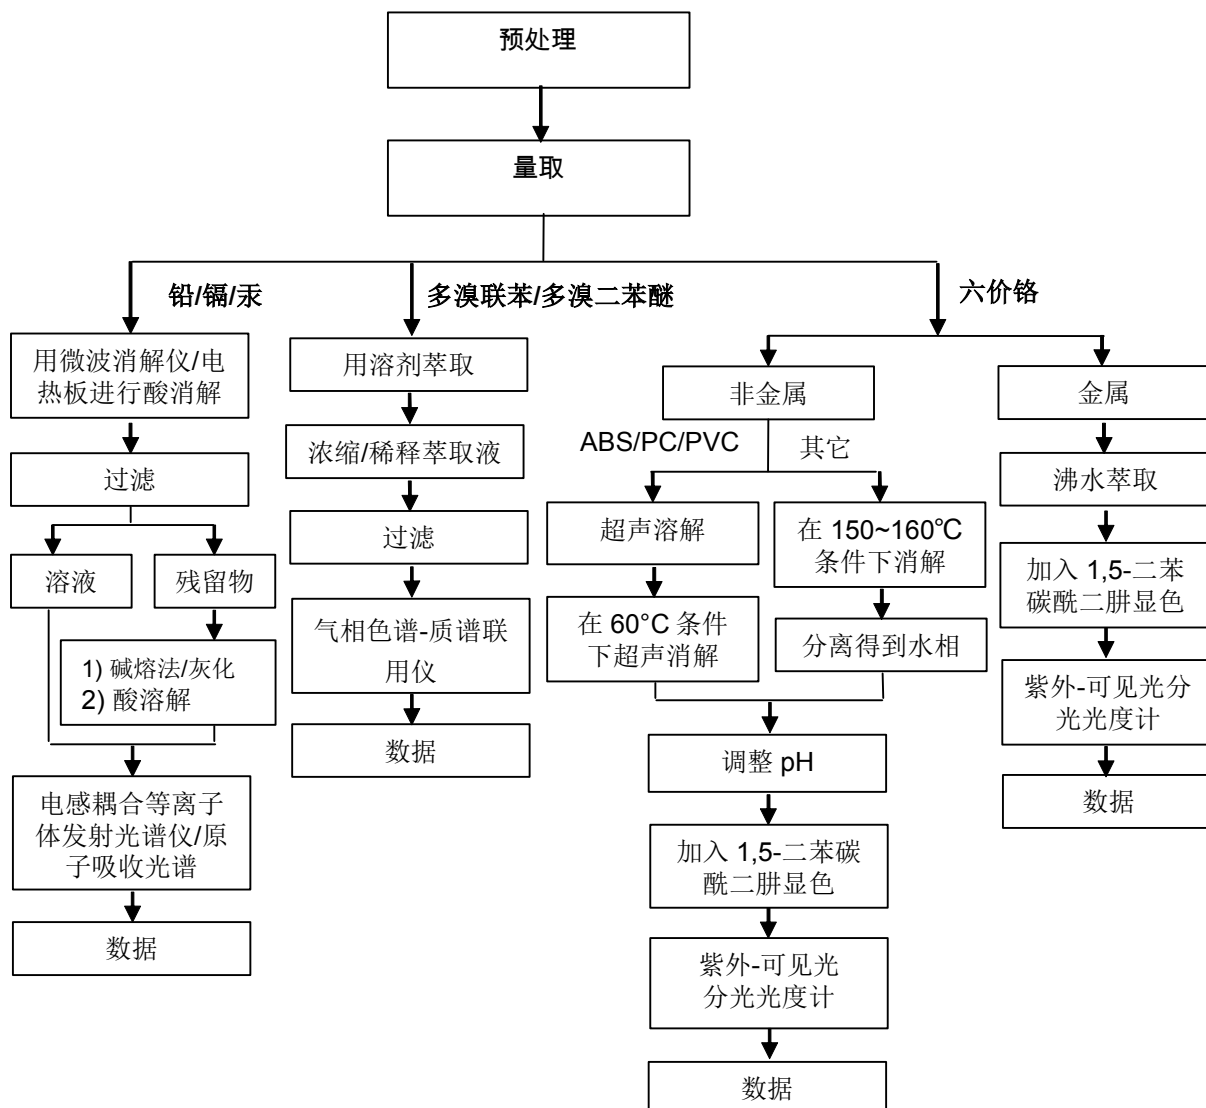 预处理
量取
铅/镉/汞
多溴联苯/多溴二苯醚
六价铬
用微波消解仪/电
热板进行酸消解
过滤
溶液
残留物
1) 碱熔法/灰化
2) 酸溶解
电感耦合等离子
体发射光谱仪/原
子吸收光谱
数据
用溶剂萃取
浓缩/稀释萃取液
过滤
气相色谱-质谱联
用仪
数据
非金属
ABS/PC/PVC
其它
超声溶解
在 60°C 条件
下超声消解
在 150~160℃
条件下消解
分离得到水相
调整 pH
加入 1,5-二苯碳
酰二肼显色
紫外-可见光
分光光度计
数据
金属
沸水萃取
加入 1,5-二苯
碳酰二肼显色
紫外-可见光分
光光度计
数据